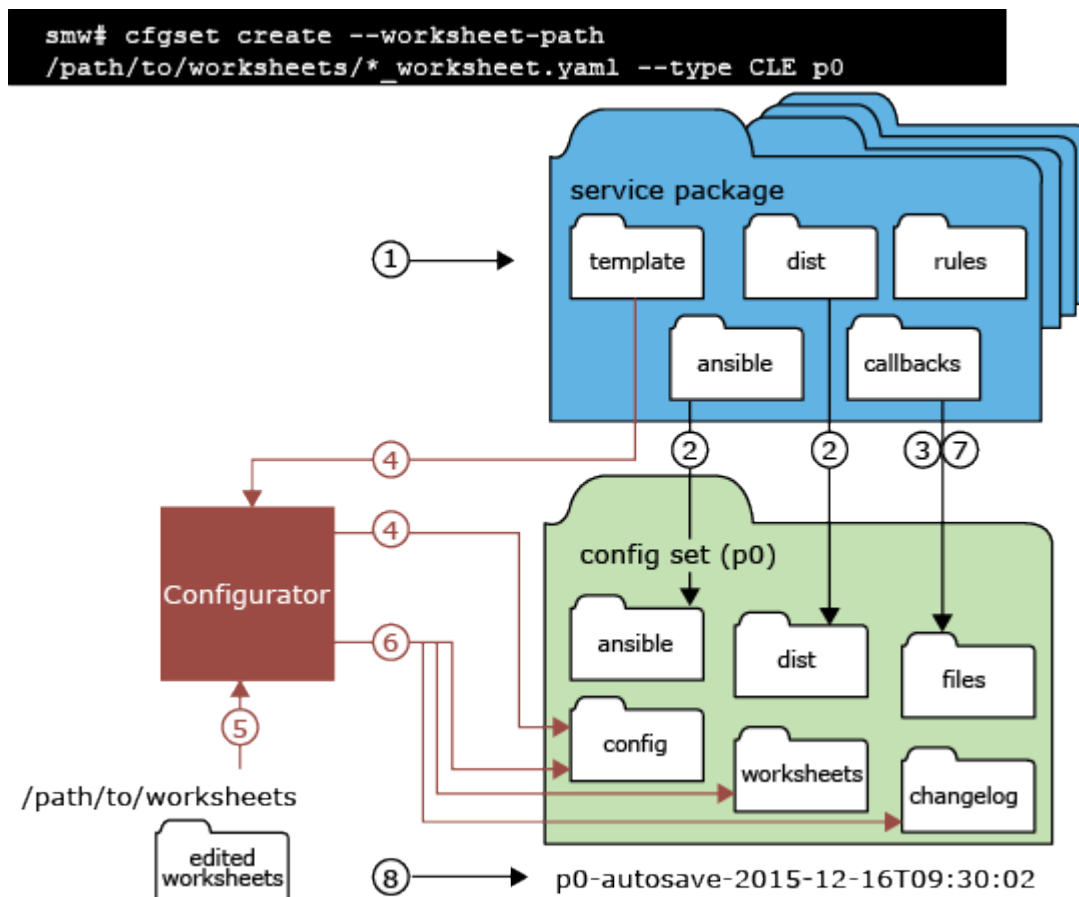 smw# cfgset create --worksheet-path
/path/to/worksheets/*_worksheet.yaml --type CLE p0
service package
1
template
dist
rules
ansible
callbacks
4
2
2
3
7
4
config set (p0)
Configurator
6
ansible
dist
files
5
config
worksheets
changelog
/path/to/worksheets
edited
worksheets
8
p0-autosave-2015-12-16T09:30:02